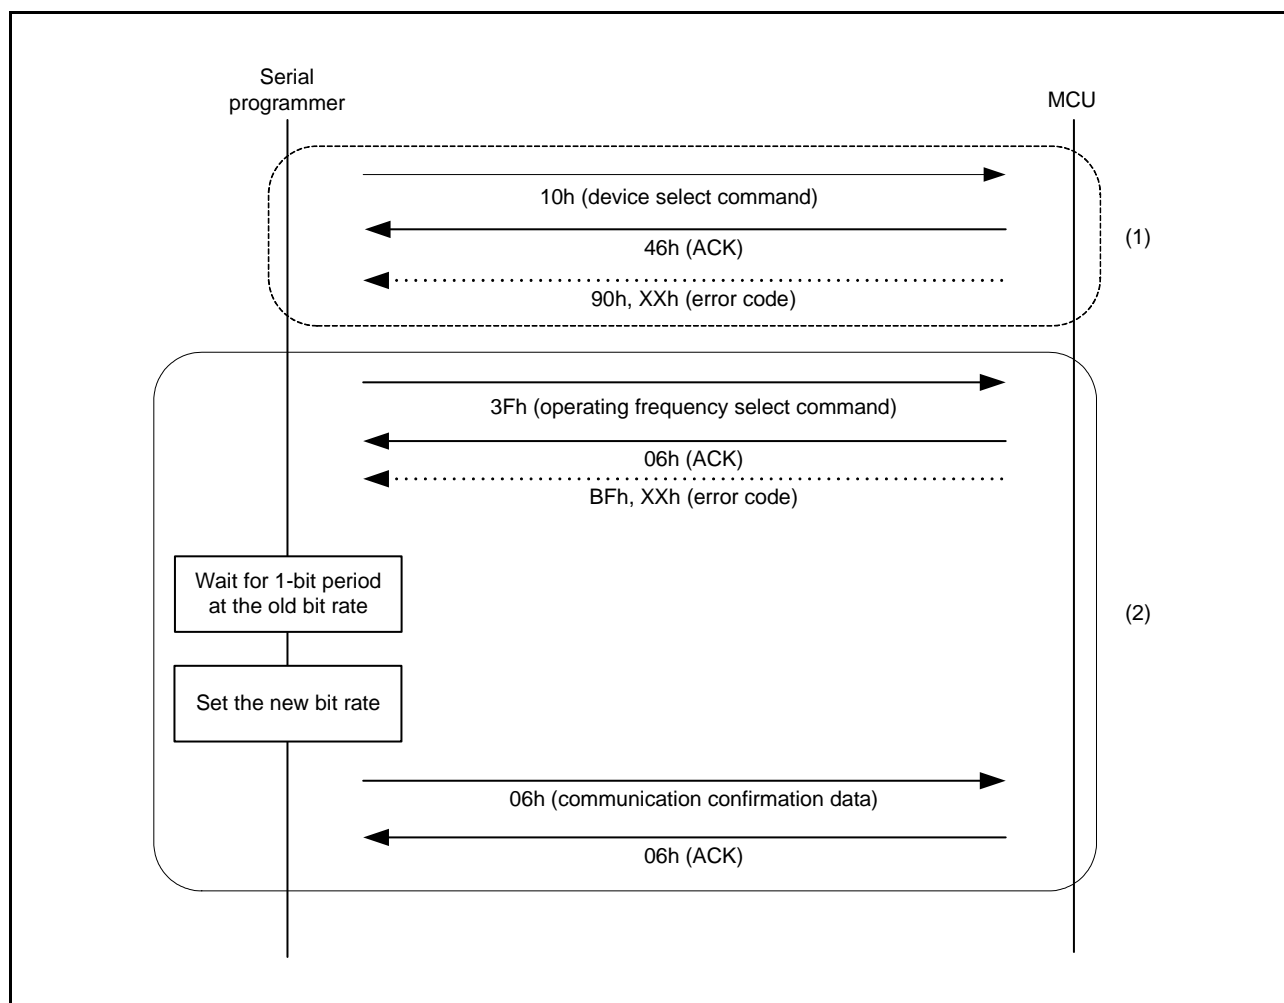 Serial
programmer
MCU
10h (device select command)
46h (ACK)
(1)
90h, XXh (error code)
3Fh (operating frequency select command)
06h (ACK)
BFh, XXh (error code)
Wait for 1-bit period
at the old bit rate
(2)
Set the new bit rate
06h (communication confirmation data)
06h (ACK)